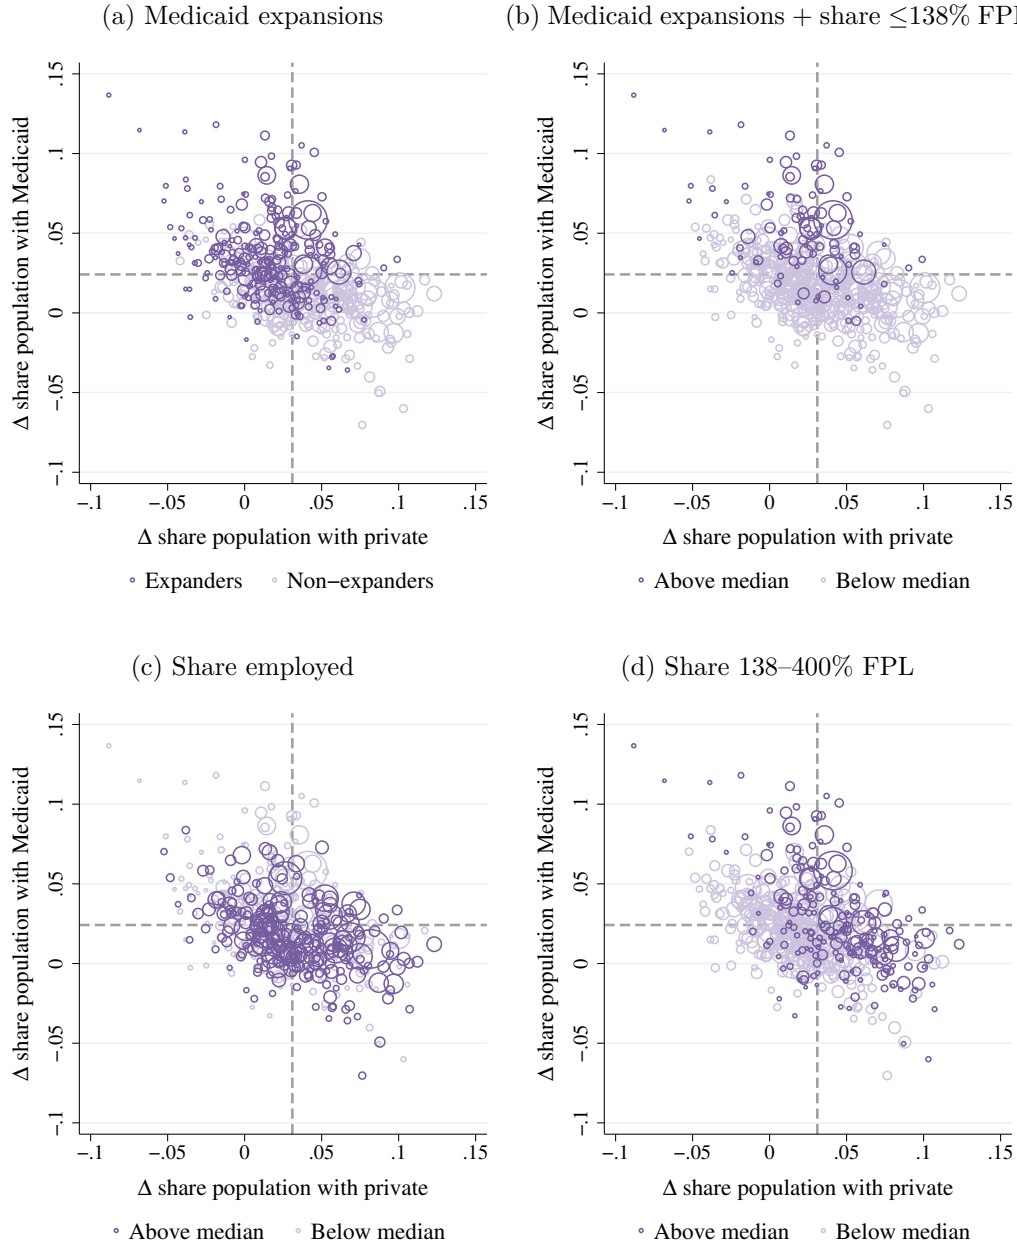 (a) Medicaid expansions
(b) Medicaid expansions + share ≤138% FPL
.15
.1
.05
0
−.05
−.1
Δ share population with Medicaid
−.1 −.05 0 .05 .1 .15
Δ share population with private
Expanders Non−expanders
.15
.1
.05
0
−.05
−.1
Δ share population with Medicaid
−.1 −.05 0 .05 .1 .15
Δ share population with private
Above median Below median
(c) Share employed
(d) Share 138–400% FPL
.15
.1
.05
0
−.05
−.1
Δ share population with Medicaid
−.1 −.05 0 .05 .1 .15
Δ share population with private
Above median Below median
.15
.1
.05
0
−.05
−.1
Δ share population with Medicaid
−.1 −.05 0 .05 .1 .15
Δ share population with private
Above median Below median